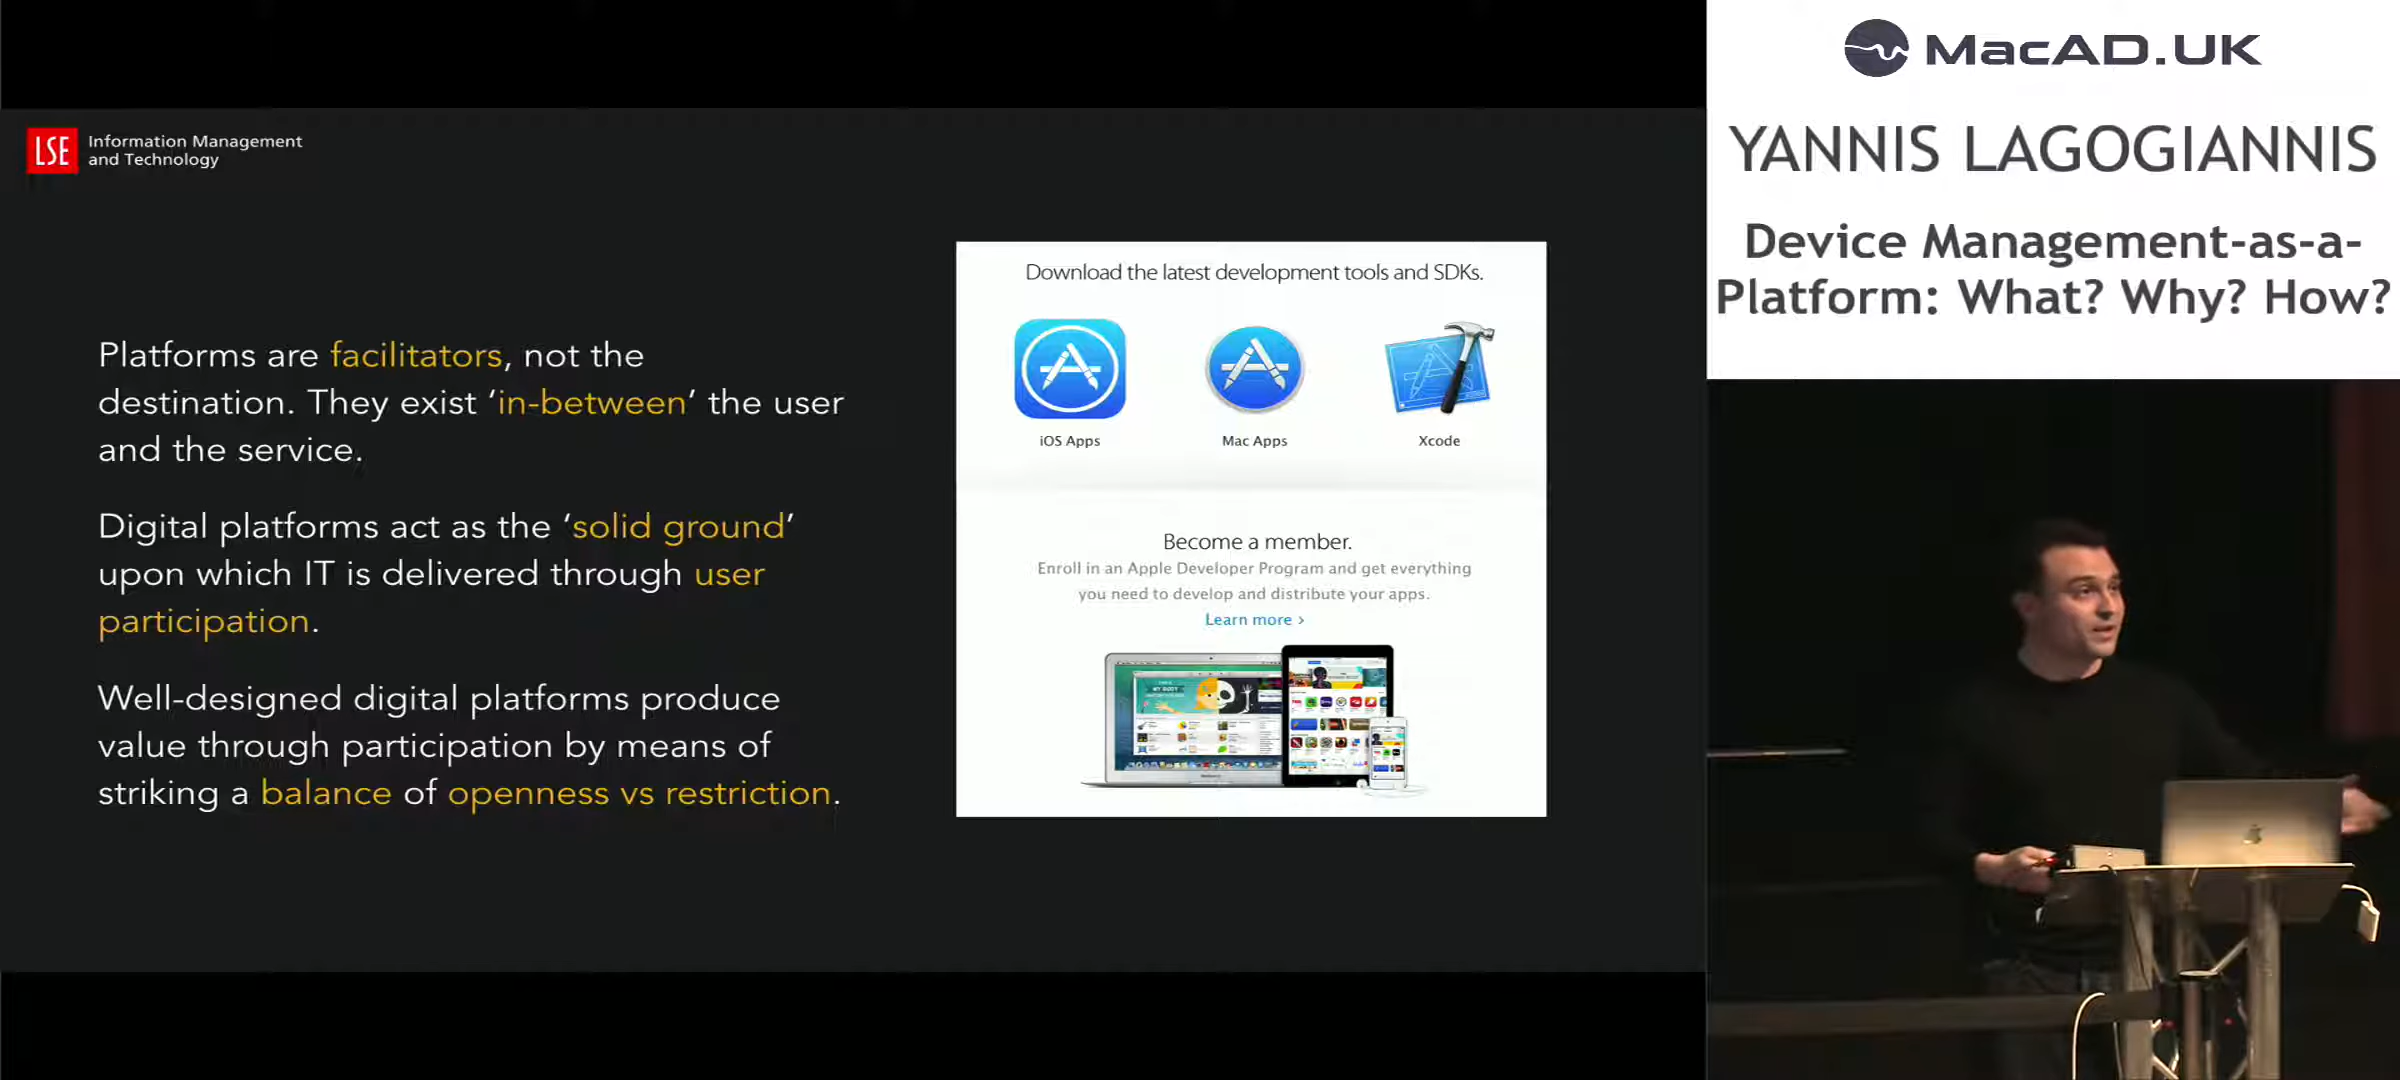 LSE
Information Management
and Technology
Platforms are facilitators, not the
destination. They exist ‘in-between’ the user
and the service.
Digital platforms act as the ‘solid ground’
upon which IT is delivered through user
participation.
Well-designed digital platforms produce
value through participation by means of
striking a balance of openness vs restriction.
Download the latest development tools and SDKs.
iOS Apps
Mac Apps
Xcode
Become a member.
Enroll in an Apple Developer Program and get everything
you need to develop and distribute your apps.
Learn more ›
MacAD.UK
YANNIS LAGOGIANNIS
Device Management-as-a-
Platform: What? Why? How?